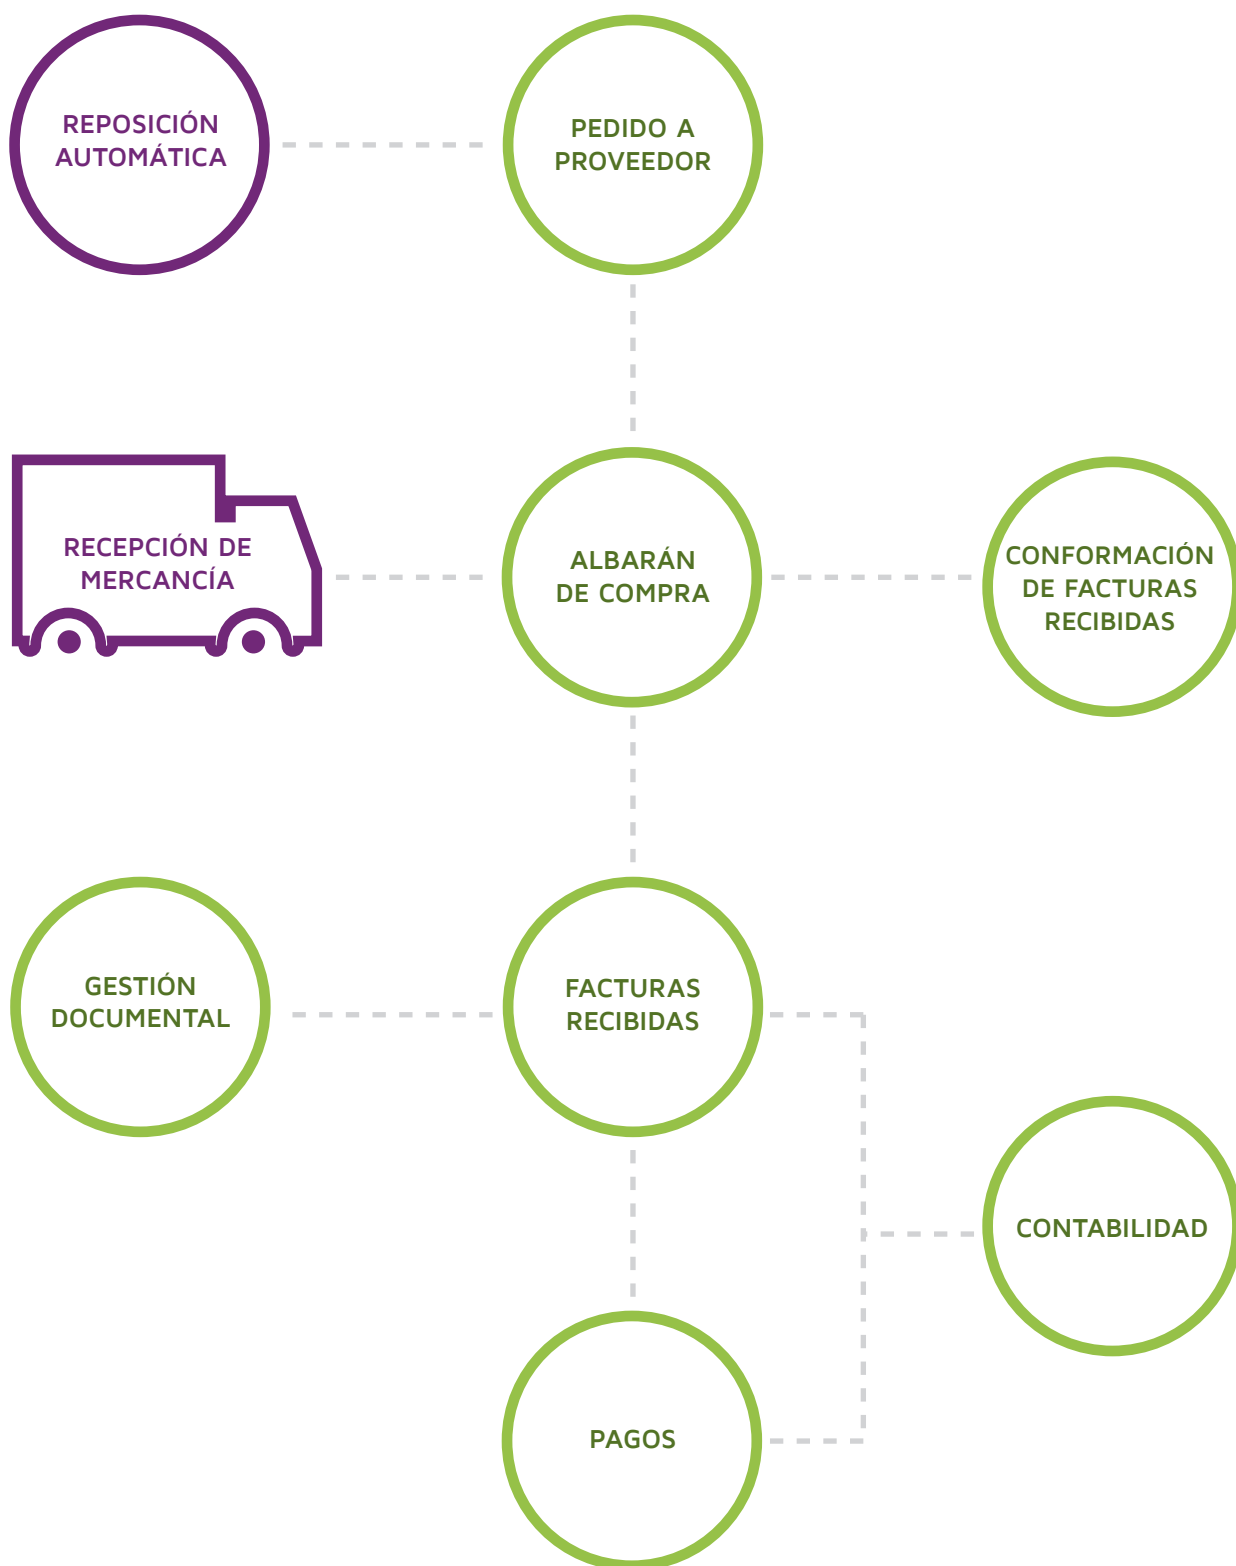 REPOSICIÓN
AUTOMÁTICA
PEDIDO A
PROVEEDOR
RECEPCIÓN DE
MERCANCÍA
ALBARÁN
DE COMPRA
CONFORMACIÓN
DE FACTURAS
RECIBIDAS
GESTIÓN
DOCUMENTAL
FACTURAS
RECIBIDAS
CONTABILIDAD
PAGOS